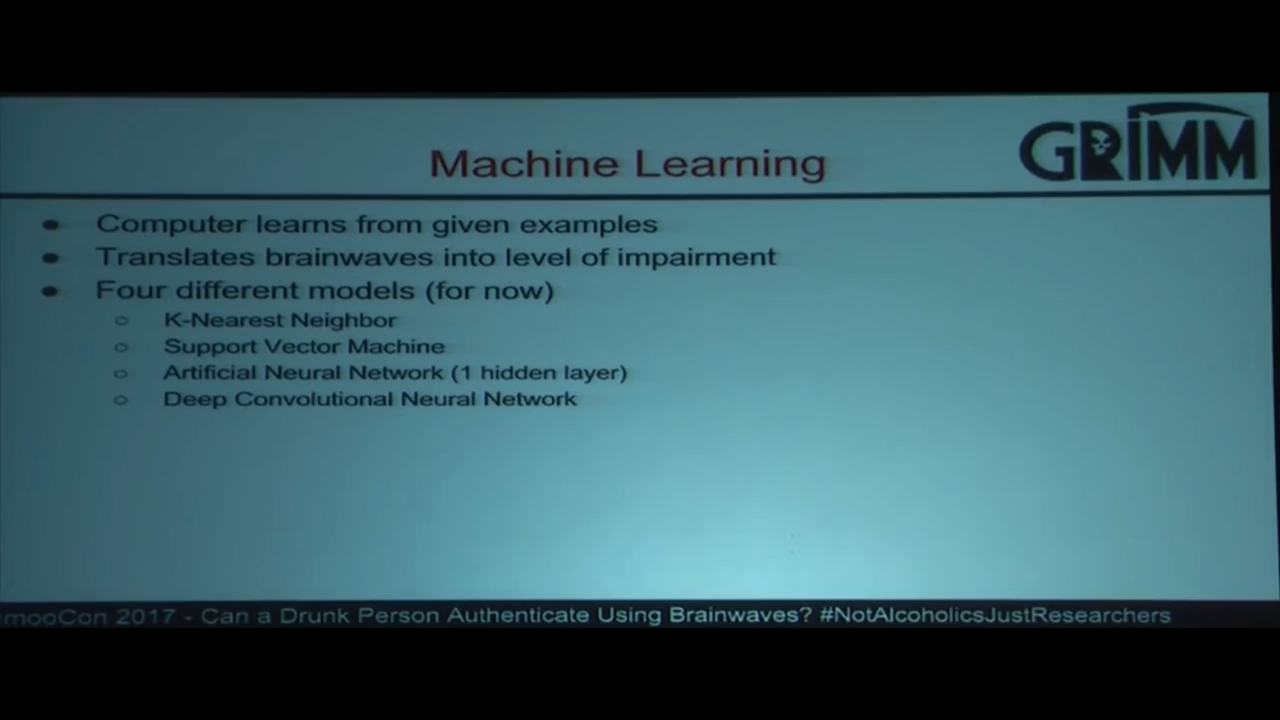 GRIMM
Machine Learning
● Computer learns from given examples
● Translates brainwaves into level of impairment
● Four different models (for now)
○ K-Nearest Neighbor
○ Support Vector Machine
○ Artificial Neural Network (1 hidden layer)
○ Deep Convolutional Neural Network
mooCon 2017 - Can a Drunk Person Authenticate Using Brainwaves? #NotAlcoholicsJustResearchers